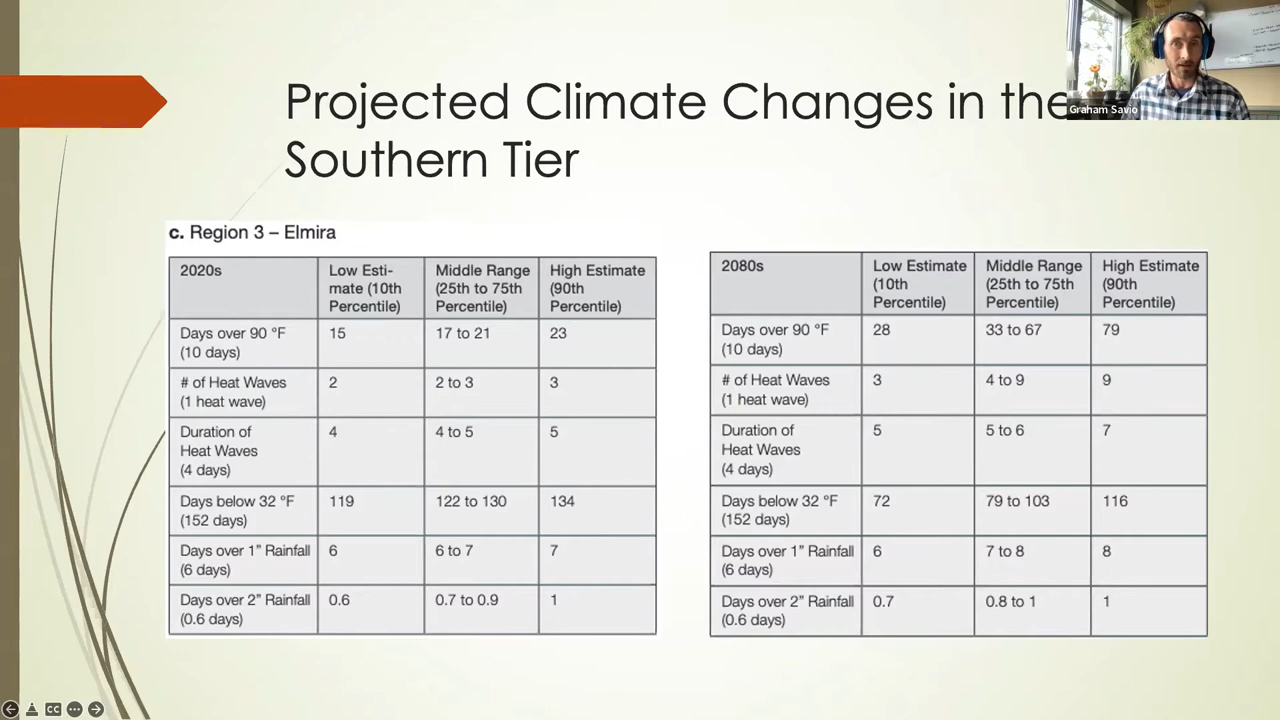 Projected Climate Changes in the
Southern Tier
Graham Savio
c. Region 3 – Elmira
2020s
Low Esti-
mate (10th
Percentile)
Middle Range
(25th to 75th
Percentile)
High Estimate
(90th
Percentile)
Days over 90 °F
(10 days)
15
17 to 21
23
# of Heat Waves
(1 heat wave)
2
2 to 3
3
Duration of
Heat Waves
(4 days)
4
4 to 5
5
Days below 32 °F
(152 days)
119
122 to 130
134
Days over 1” Rainfall
(6 days)
6
6 to 7
7
Days over 2” Rainfall
(0.6 days)
0.6
0.7 to 0.9
1
2080s
Low Estimate
(10th
Percentile)
Middle Range
(25th to 75th
Percentile)
High Estimate
(90th
Percentile)
Days over 90 °F
(10 days)
28
33 to 67
79
# of Heat Waves
(1 heat wave)
3
4 to 9
9
Duration of
Heat Waves
(4 days)
5
5 to 6
7
Days below 32 °F
(152 days)
72
79 to 103
116
Days over 1” Rainfall
(6 days)
6
7 to 8
8
Days over 2” Rainfall
(0.6 days)
0.7
0.8 to 1
1
CC